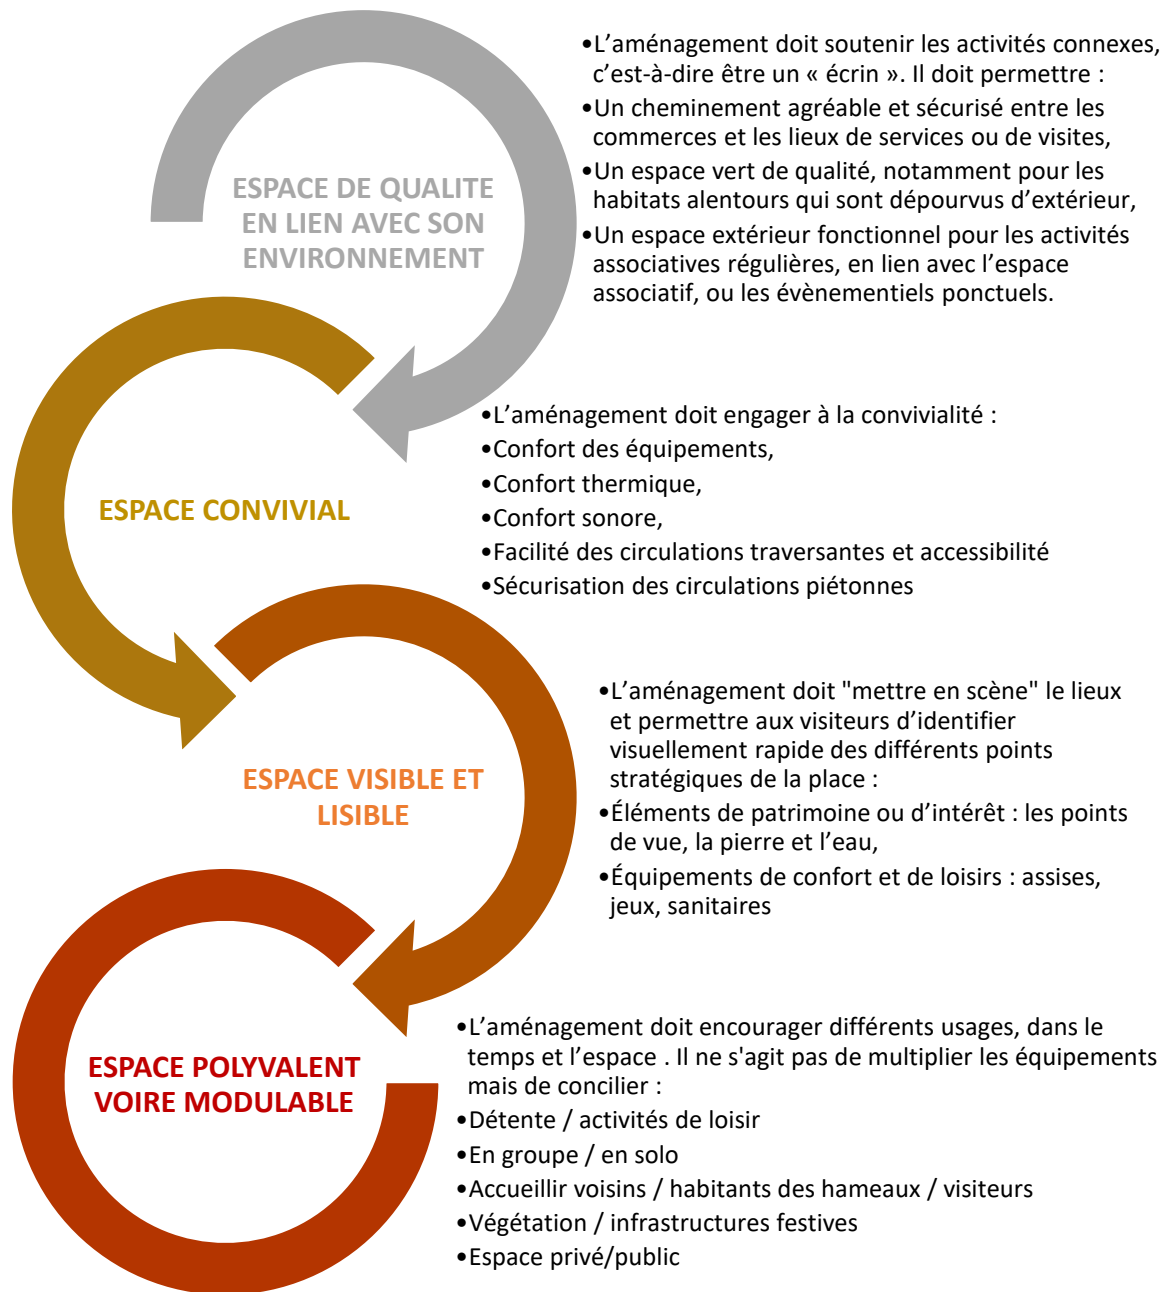 •L’aménagement doit soutenir les activités connexes,
c’est-à-dire être un « écrin ». Il doit permettre :
•Un cheminement agréable et sécurisé entre les
commerces et les lieux de services ou de visites,
•Un espace vert de qualité, notamment pour les
habitats alentours qui sont dépourvus d’extérieur,
•Un espace extérieur fonctionnel pour les activités
associatives régulières, en lien avec l’espace
associatif, ou les évènementiels ponctuels.
ESPACE DE QUALITE
EN LIEN AVEC SON
ENVIRONNEMENT
•L’aménagement doit engager à la convivialité :
•Confort des équipements,
•Confort thermique,
•Confort sonore,
•Facilité des circulations traversantes et accessibilité
•Sécurisation des circulations piétonnes
ESPACE CONVIVIAL
•L’aménagement doit "mettre en scène" le lieux
et permettre aux visiteurs d’identifier
visuellement rapide des différents points
stratégiques de la place :
•Éléments de patrimoine ou d’intérêt : les points
de vue, la pierre et l’eau,
•Équipements de confort et de loisirs : assises,
jeux, sanitaires
ESPACE VISIBLE ET
LISIBLE
•L’aménagement doit encourager différents usages, dans le
temps et l’espace . Il ne s'agit pas de multiplier les équipements
mais de concilier :
•Détente / activités de loisir
•En groupe / en solo
•Accueillir voisins / habitants des hameaux / visiteurs
•Végétation / infrastructures festives
•Espace privé/public
ESPACE POLYVALENT
VOIRE MODULABLE